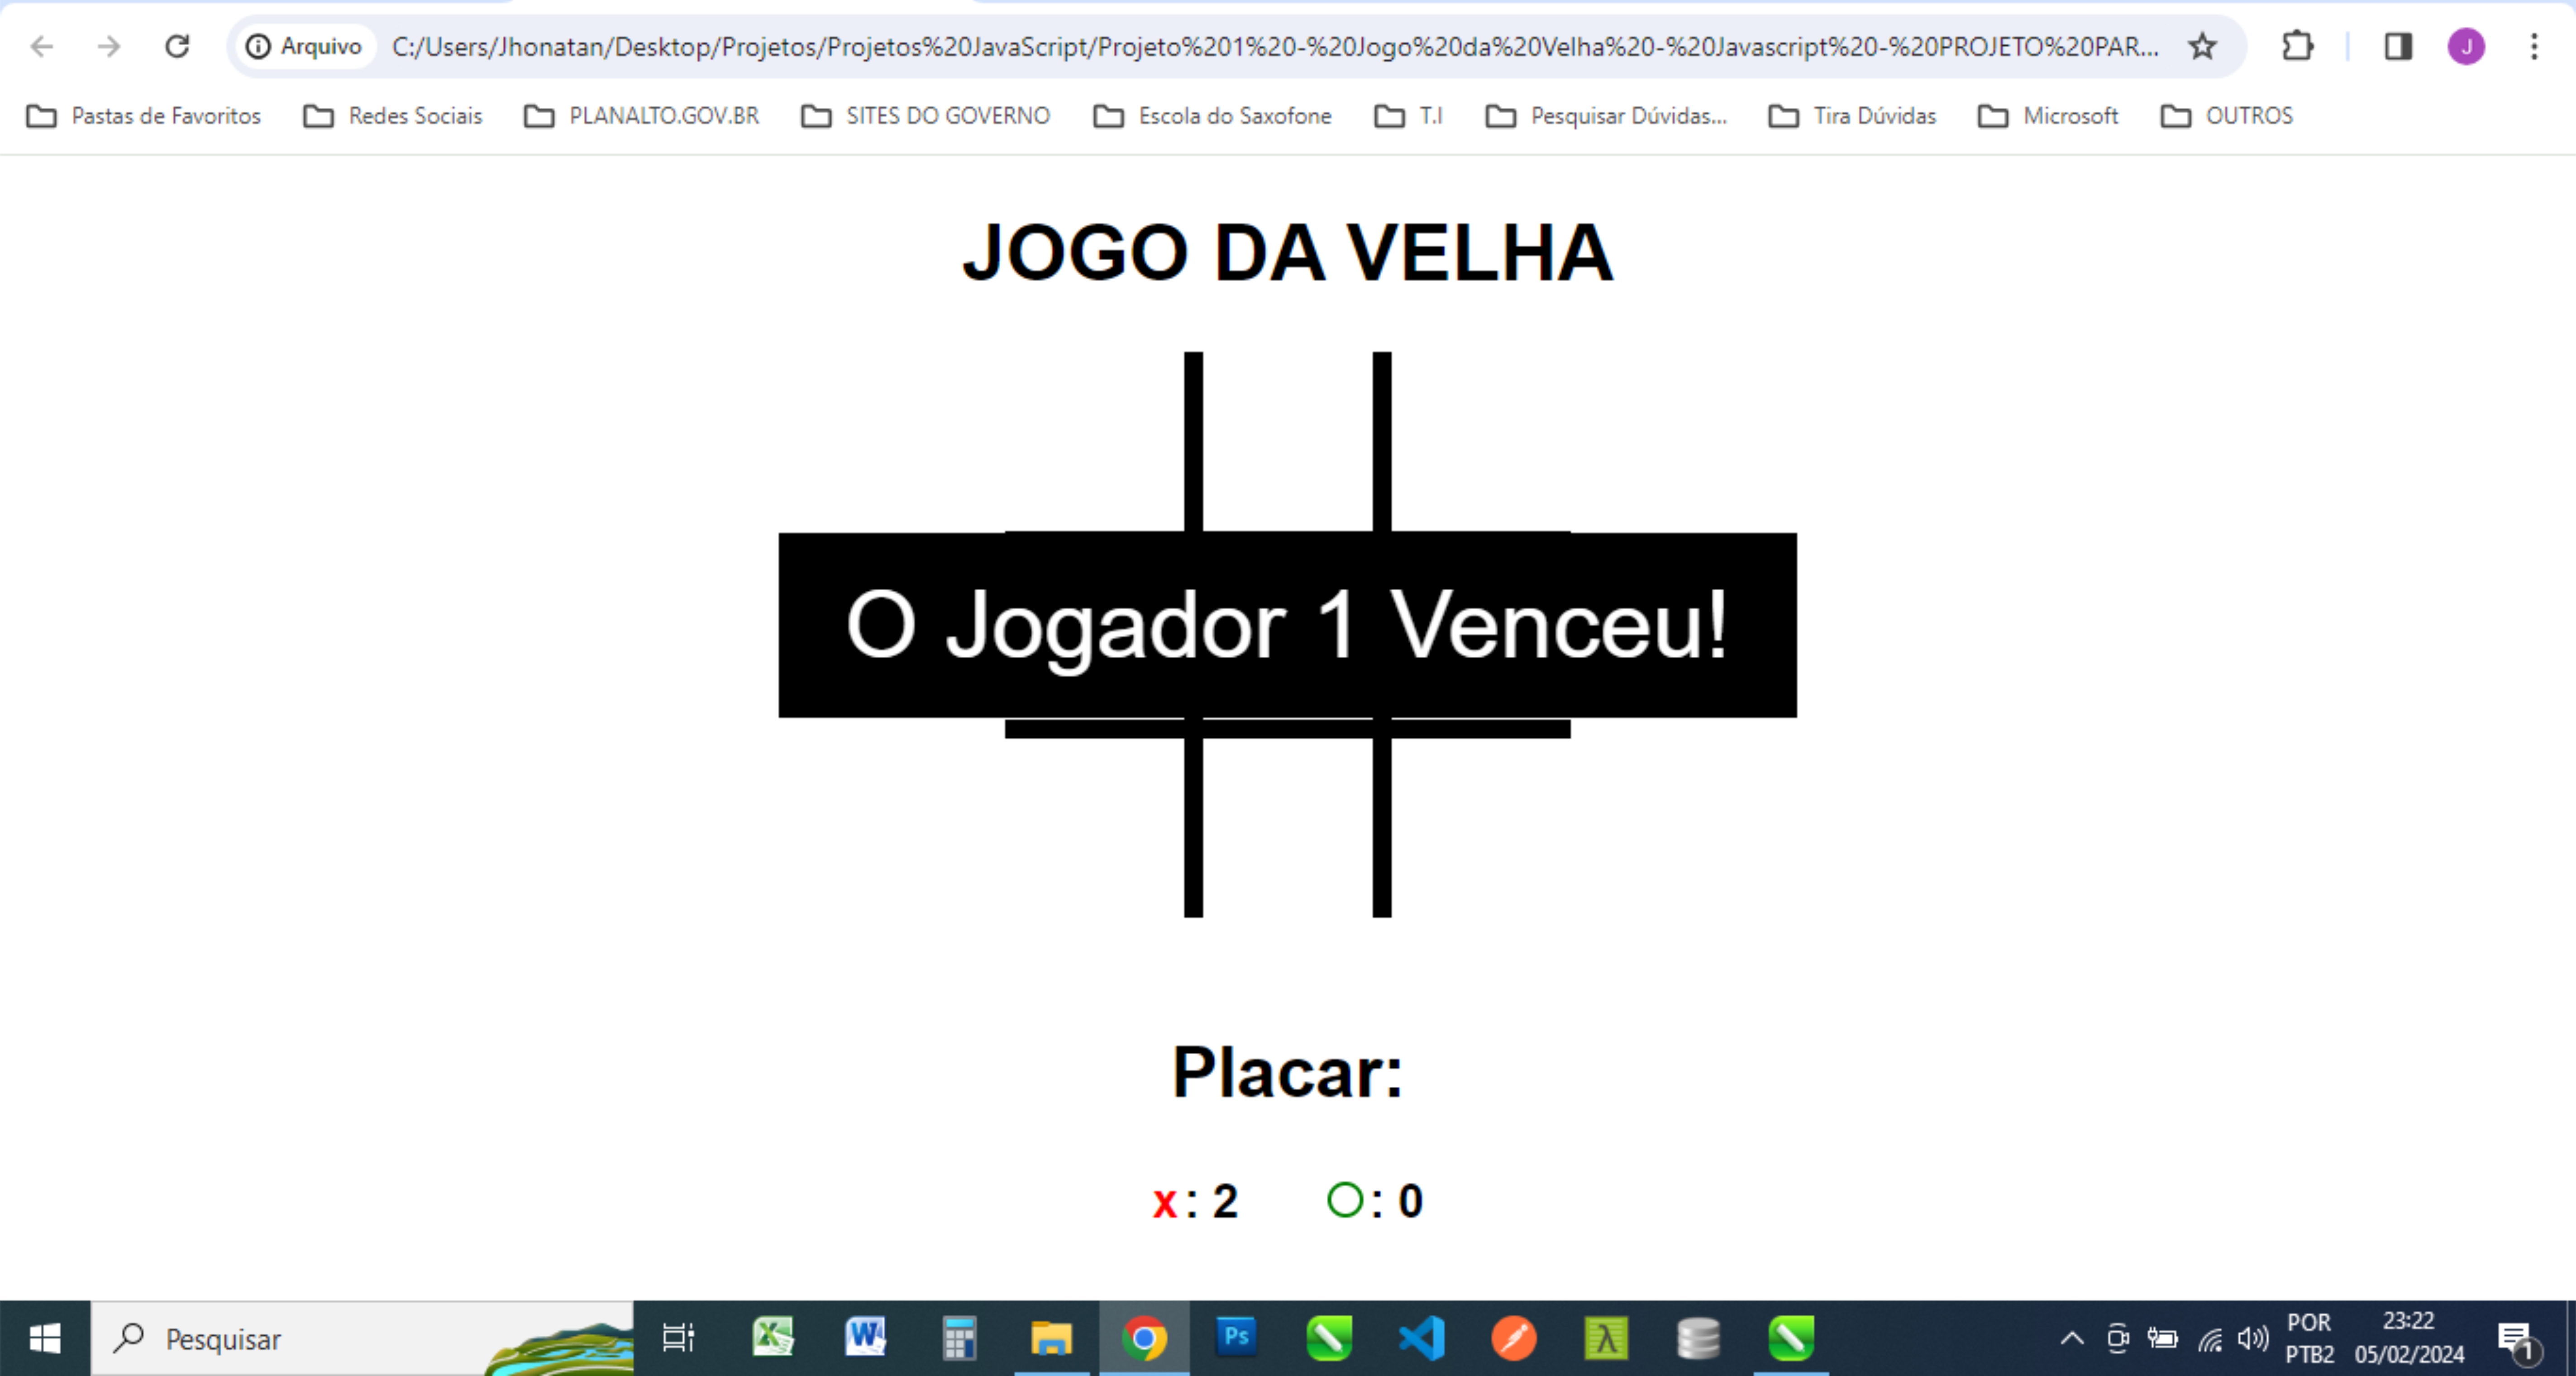 Arquivo C:/Users/Jhonatan/Desktop/Projetos/Projetos%20JavaScript/Projeto%201%20-%20Jogo%20da%20Velha%20-%20Javascript%20-%20PROJETO%20PAR... J
Pastas de Favoritos Redes Sociais PLANALTO.GOV.BR SITES DO GOVERNO Escola do Saxofone T.I Pesquisar Dúvidas... Tira Dúvidas Microsoft OUTROS
JOGO DA VELHA
O Jogador 1 Venceu!
Placar:
x: 2 O: 0
Pesquisar Ps POR 23:22
PTB2 05/02/2024 1